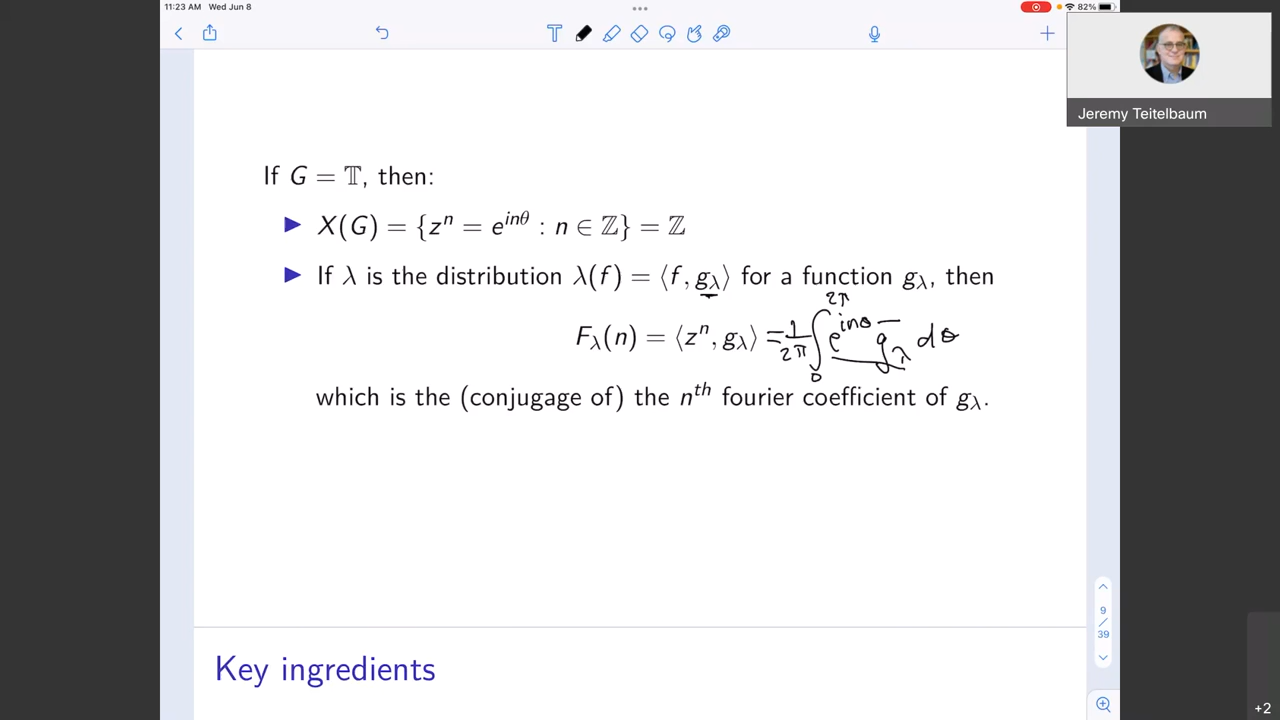 11:23 AM Wed Jun 8
82%
Jeremy Teitelbaum
If G = 𝕋, then:
▶ X(G) = {zⁿ = e^{inθ} : n ∈ ℤ} = ℤ
▶ If λ is the distribution λ(f) = ⟨f, g_λ⟩ for a function g_λ, then
F_λ(n) = ⟨zⁿ, g_λ⟩ = 1/2π ∫₀^{2π} e^{inθ} \overline{g_λ} dθ
which is the (conjugage of) the n^{th} fourier coefficient of g_λ.
9
/
39
Key ingredients
+2